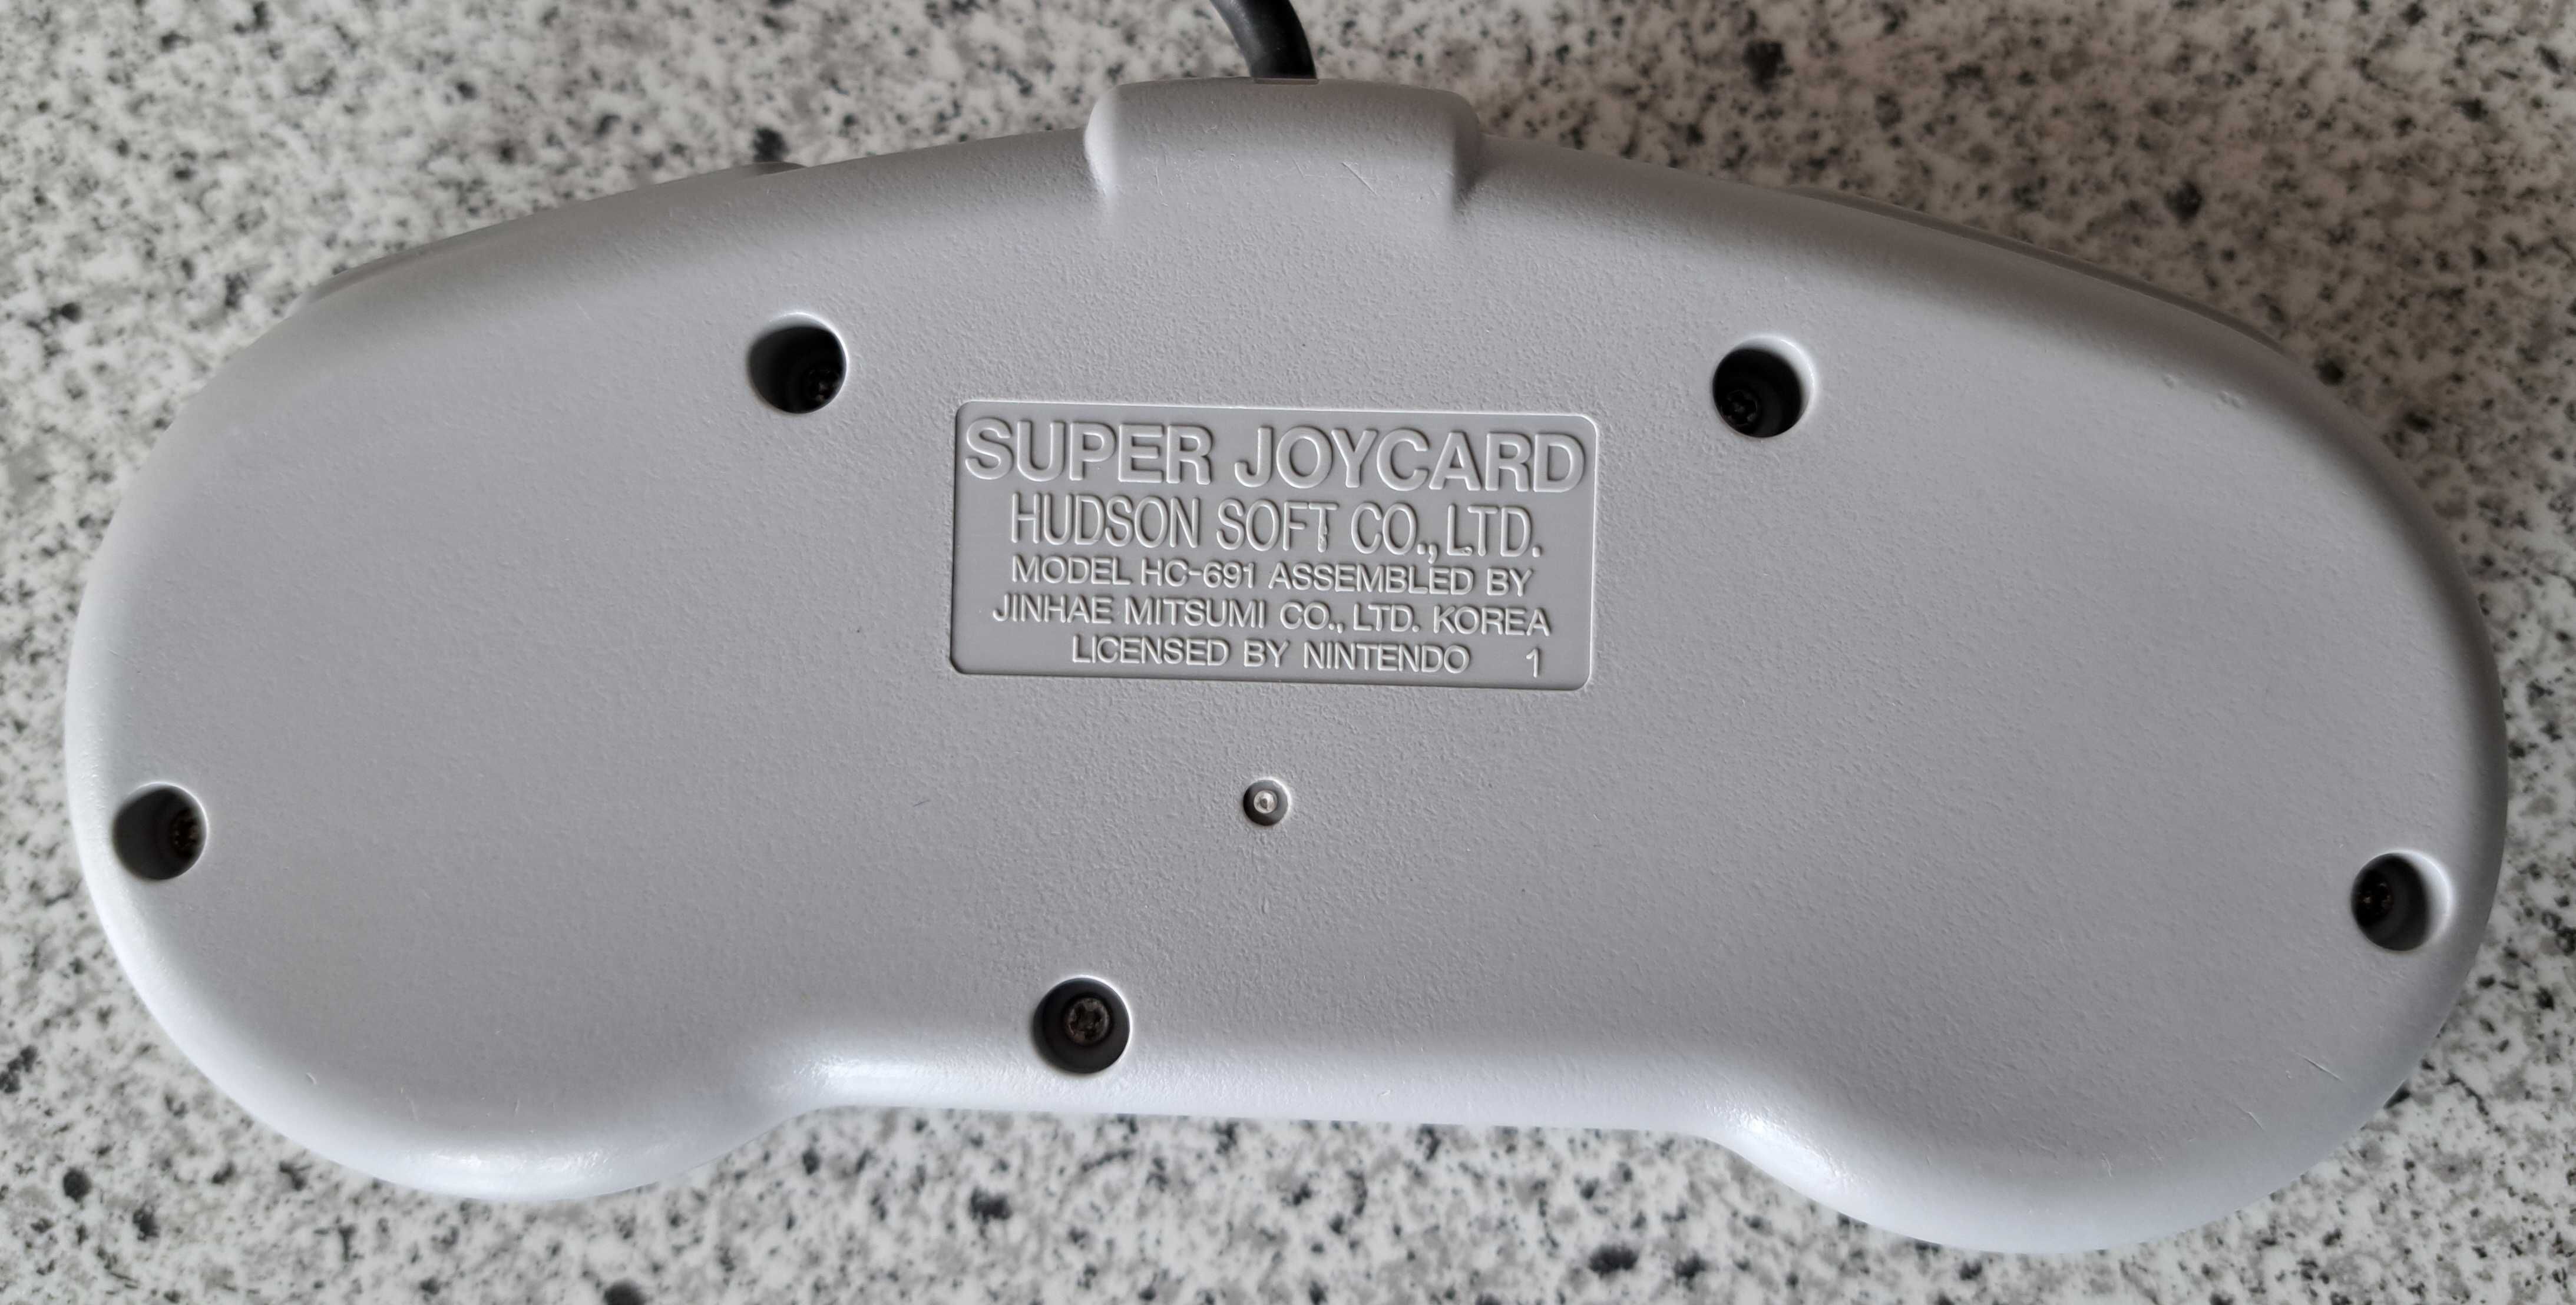 SUPER JOYCARD
HUDSON SOFT CO.,LTD.
MODEL HC-691 ASSEMBLED BY
JINHAE MITSUMI CO., LTD. KOREA
LICENSED BY NINTENDO 1